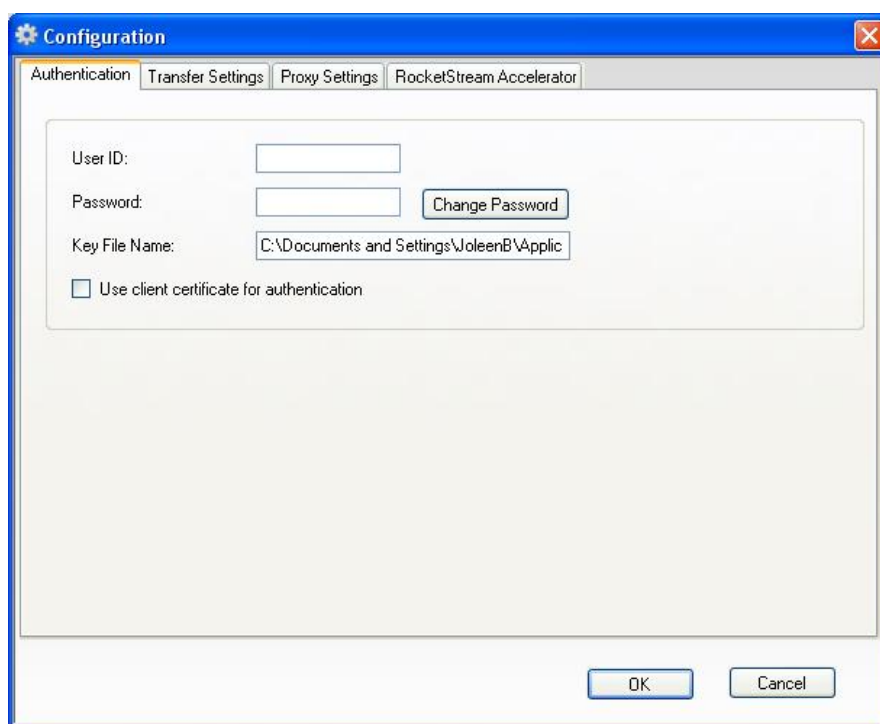 Configuration
Authentication Transfer Settings Proxy Settings RocketStream Accelerator
User ID:
Password: Change Password
Key File Name: C:\Documents and Settings\JoleenB\Applic
Use client certificate for authentication
OK Cancel